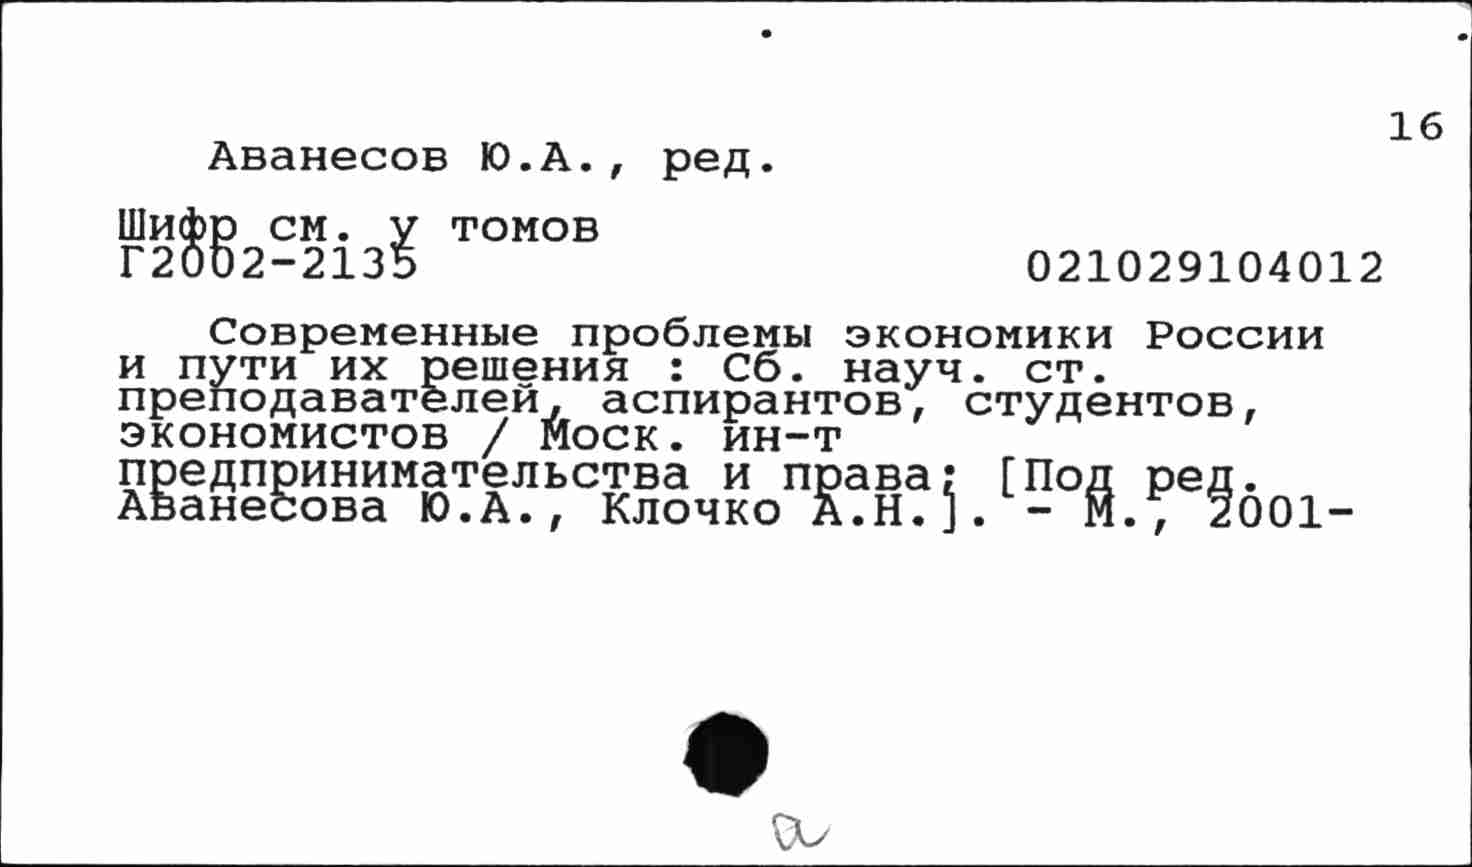 16
Аванесов Ю.А., ред.
Шифр см. у томов
Г2002-2135 021029104012
Современные проблемы экономики России
и пути их решения : Сб. науч. ст.
преподавателей, аспирантов, студентов,
экономистов / Моск. ин-т
предпринимательства и права; [Под ред.
Аванесова Ю.А., Клочко А.Н.]. - М., 2001-
а